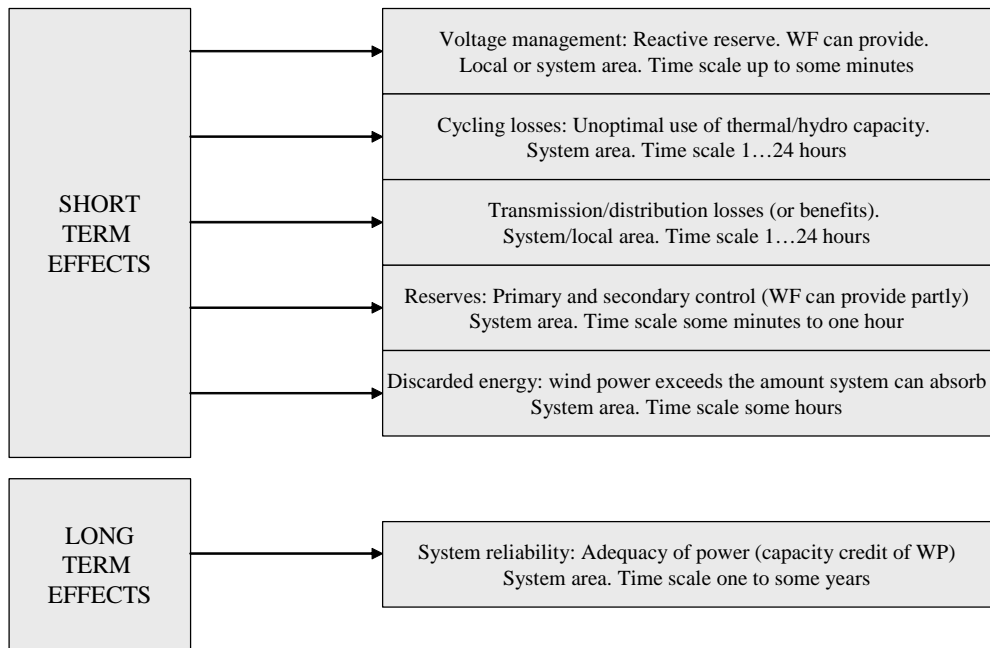 Voltage management: Reactive reserve. WF can provide.
Local or system area. Time scale up to some minutes
Cycling losses: Unoptimal use of thermal/hydro capacity.
System area. Time scale 1…24 hours
SHORT
TERM
EFFECTS
Transmission/distribution losses (or benefits).
System/local area. Time scale 1…24 hours
Reserves: Primary and secondary control (WF can provide partly)
System area. Time scale some minutes to one hour
Discarded energy: wind power exceeds the amount system can absorb
System area. Time scale some hours
LONG
TERM
EFFECTS
System reliability: Adequacy of power (capacity credit of WP)
System area. Time scale one to some years